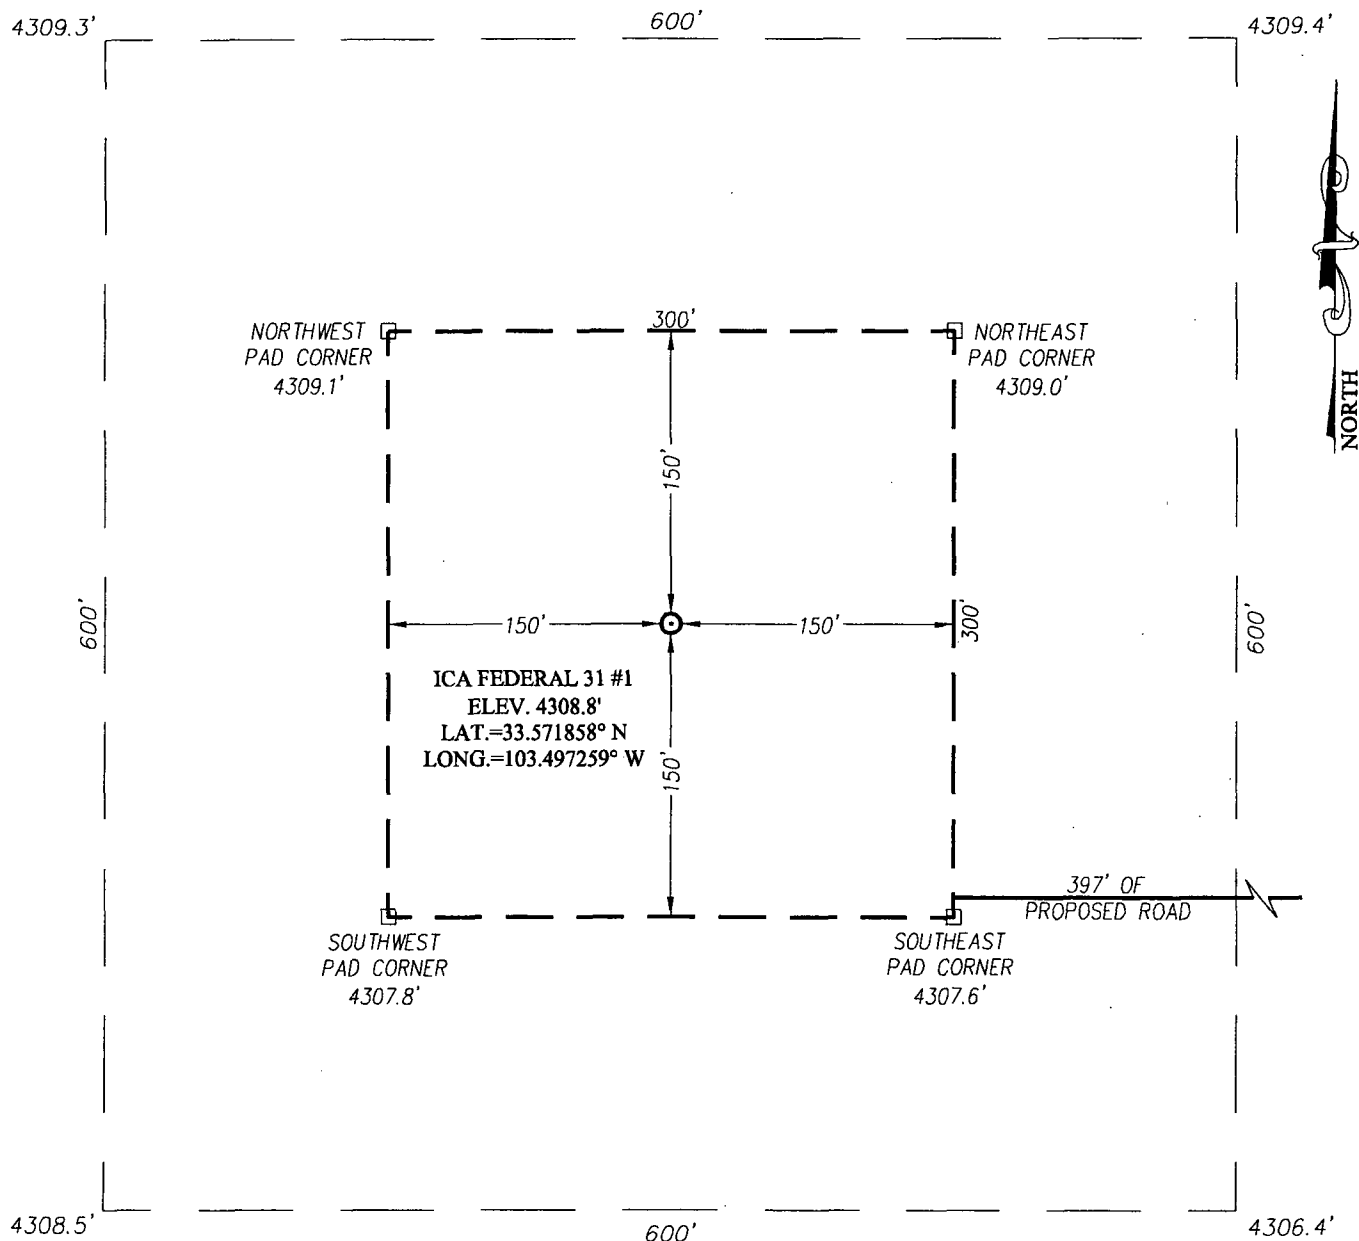 4309.3'
600'
4309.4'
NORTH
NORTHWEST
PAD CORNER
4309.1'
300'
NORTHEAST
PAD CORNER
4309.0'
150'
600'
150'
150'
300'
600'
ICA FEDERAL 31 #1
ELEV. 4308.8'
LAT.=33.571858° N
LONG.=103.497259° W
150'
397' OF
PROPOSED ROAD
SOUTHWEST
PAD CORNER
4307.8'
SOUTHEAST
PAD CORNER
4307.6'
4308.5'
600'
4306.4'